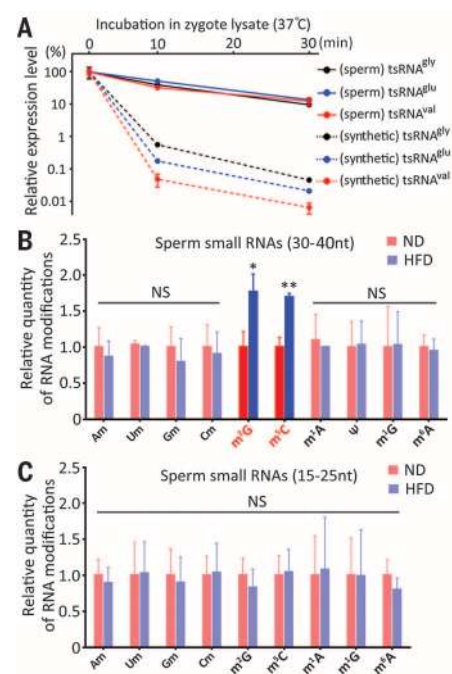 A
Incubation in zygote lysate (37℃)
0 10 20 30 (min)
(%)
Relative expression level
100
10
1
0.1
0.01
(sperm) tsRNAgly
(sperm) tsRNAglu
(sperm) tsRNAval
(synthetic) tsRNAgly
(synthetic) tsRNAglu
(synthetic) tsRNAval
0 10 30
B
Sperm small RNAs (30-40nt)
ND
HFD
Relative quantity
of RNA modifications
2.5
2.0
1.5
1.0
0.5
0
NS
*
**
NS
Am Um Gm Cm m²G m⁵C m¹A Ψ m¹G m⁶A
C
Sperm small RNAs (15-25nt)
ND
HFD
Relative quantity
of RNA modifications
2.5
2.0
1.5
1.0
0.5
0
NS
Am Um Gm Cm m²G m⁵C m¹A m¹G m⁶A